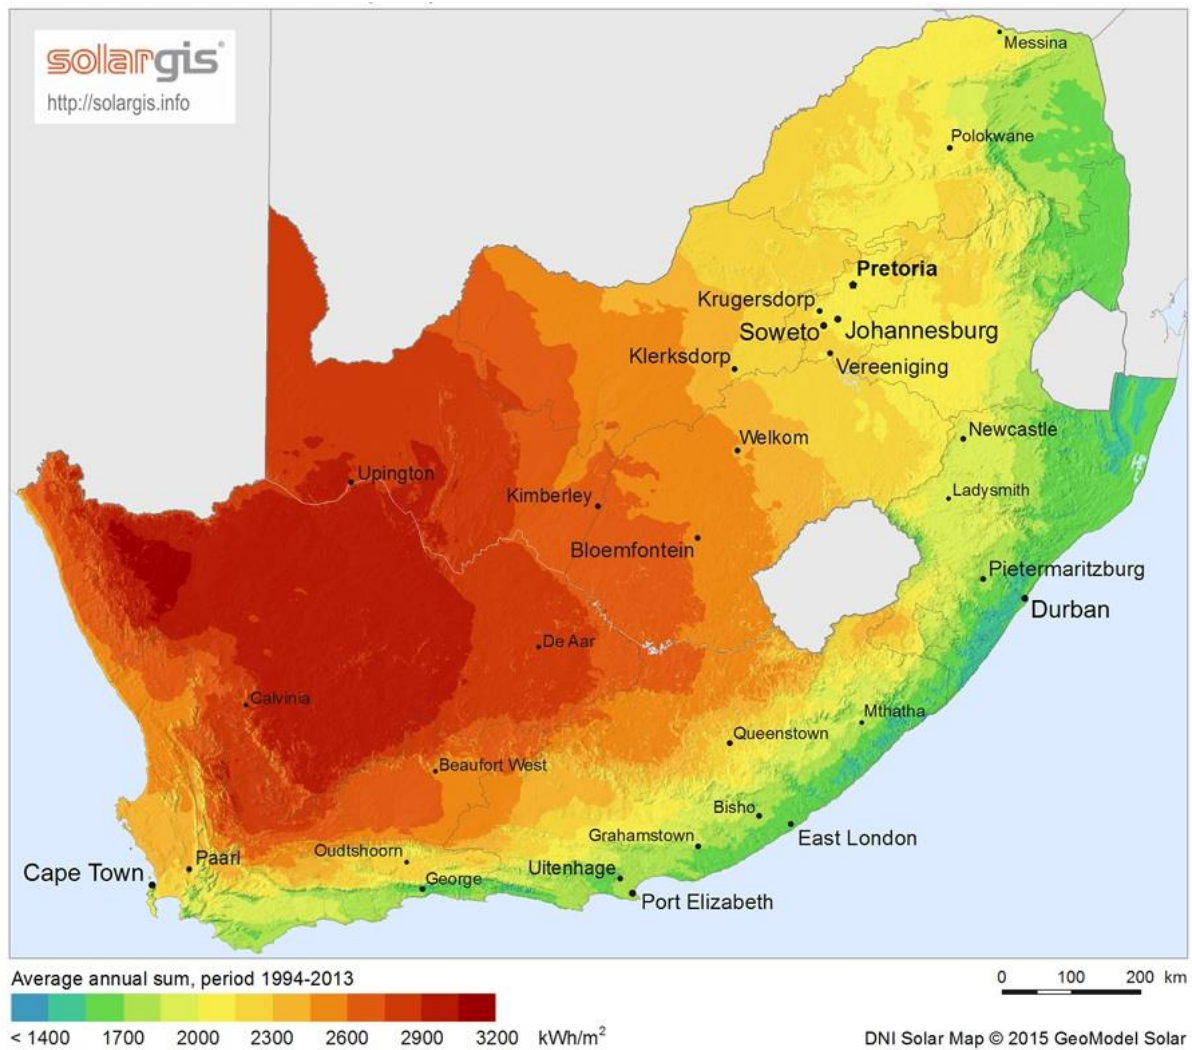 solargis®
http://solargis.info
Messina
Polokwane
Pretoria
Krugersdorp
Soweto
Johannesburg
Klerksdorp
Vereeniging
Welkom
Newcastle
Upington
Kimberley
Ladysmith
Bloemfontein
Pietermaritzburg
Durban
De Aar
Calvinia
Mthatha
Queenstown
Beaufort West
Bisho
Grahamstown
East London
Oudtshoorn
Paarl
Cape Town
Uitenhage
George
Port Elizabeth
Average annual sum, period 1994-2013
0 100 200 km
< 1400 1700 2000 2300 2600 2900 3200 kWh/m²
DNI Solar Map © 2015 GeoModel Solar